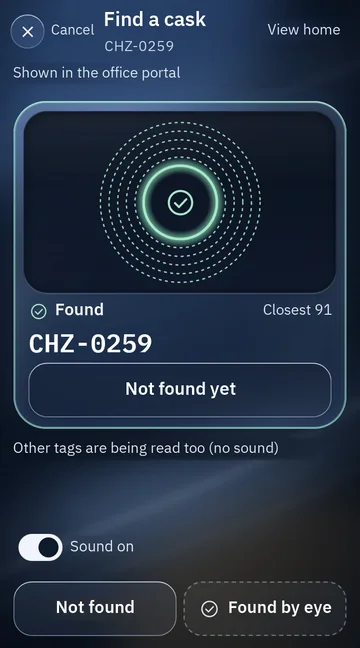 Cancel
Find a cask
View home
CHZ-0259
Shown in the office portal
Found
Closest 91
CHZ-0259
Not found yet
Other tags are being read too (no sound)
Sound on
Not found
Found by eye